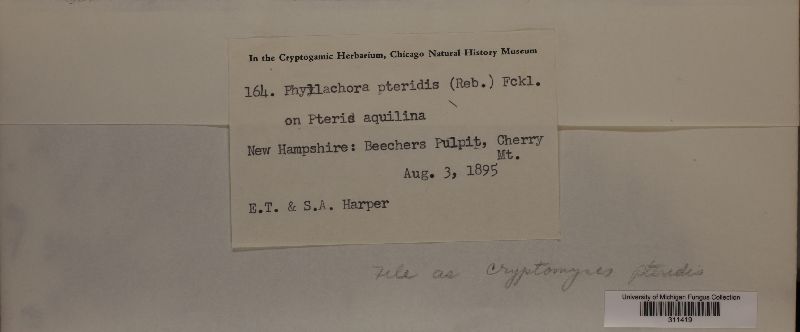 In the Cryptogamic Herbarium, Chicago Natural History Museum
164. Phyllachora pteridis (Reb.) Fckl.
on Pteris aquilina
New Hampshire: Beechers Pulpit, Cherry
Mt.
Aug. 3, 1895
E.T. & S.A. Harper
File as Cryptomyces pteridis
University of Michigan Fungus Collection
311419